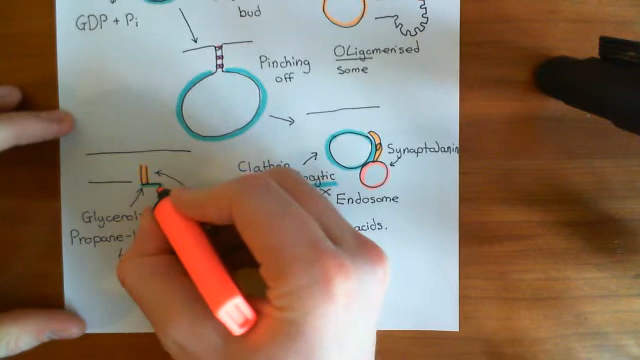 GDP + Pi
bud
OLigomerised
some
Pinching
off
Synaptojanin
Clathrin
Endosome
Glycerol
Propane-
acids.